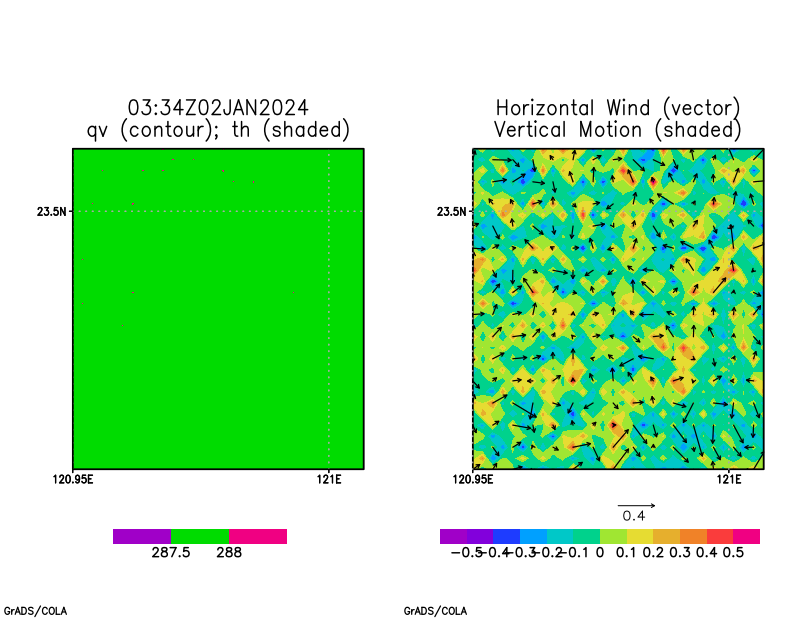 03:34Z02JAN2024
qv (contour); th (shaded)
23.5N
120.95E
121E
287.5
288
Horizontal Wind (vector)
Vertical Motion (shaded)
23.5N
120.95E
121E
0.4
-0.5 -0.4 -0.3 -0.2 -0.1 0 0.1 0.2 0.3 0.4 0.5
GrADS/COLA
GrADS/COLA